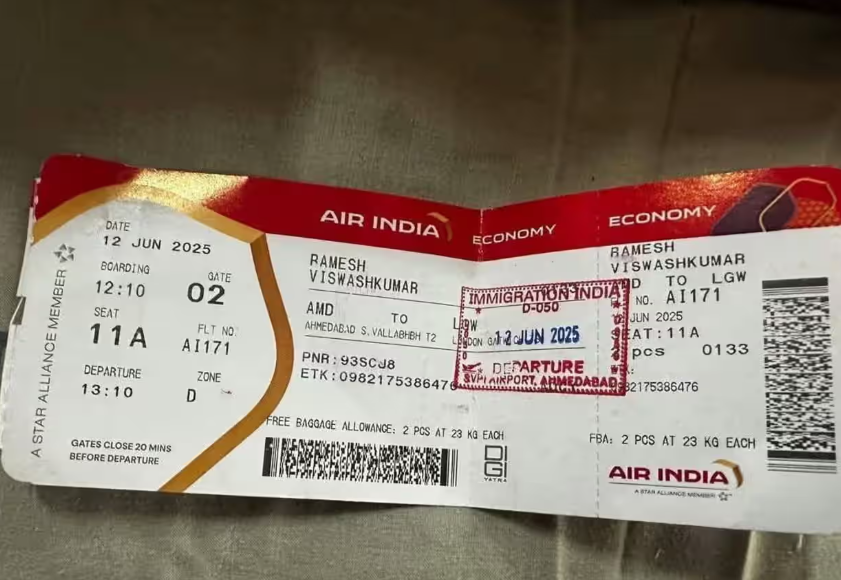 A STAR ALLIANCE MEMBER
DATE
12 JUN 2025
BOARDING
12:10
GATE
02
SEAT
11A
FLT NO
AI171
DEPARTURE
13:10
ZONE
D
GATES CLOSE 20 MINS
BEFORE DEPARTURE
AIR INDIA
ECONOMY
RAMESH
VISWASHKUMAR
AMD TO
AHMEDABAD S.VALLABHBH T2
PNR:93SCJ8
ETK:0982175386476
FREE BAGGAGE ALLOWANCE: 2 PCS AT 23 KG EACH
DIGI
YATRA
IMMIGRATION INDIA
D-050
12 JUN 2025
DEPARTURE
SVPI AIRPORT, AHMEDABAD
ECONOMY
RAMESH
VISWASHKUMAR
TO LGW
NO. AI171
JUN 2025
11A
pcs 0133
82175386476
FBA: 2 PCS AT 23 KG EACH
AIR INDIA
A STAR ALLIANCE MEMBER